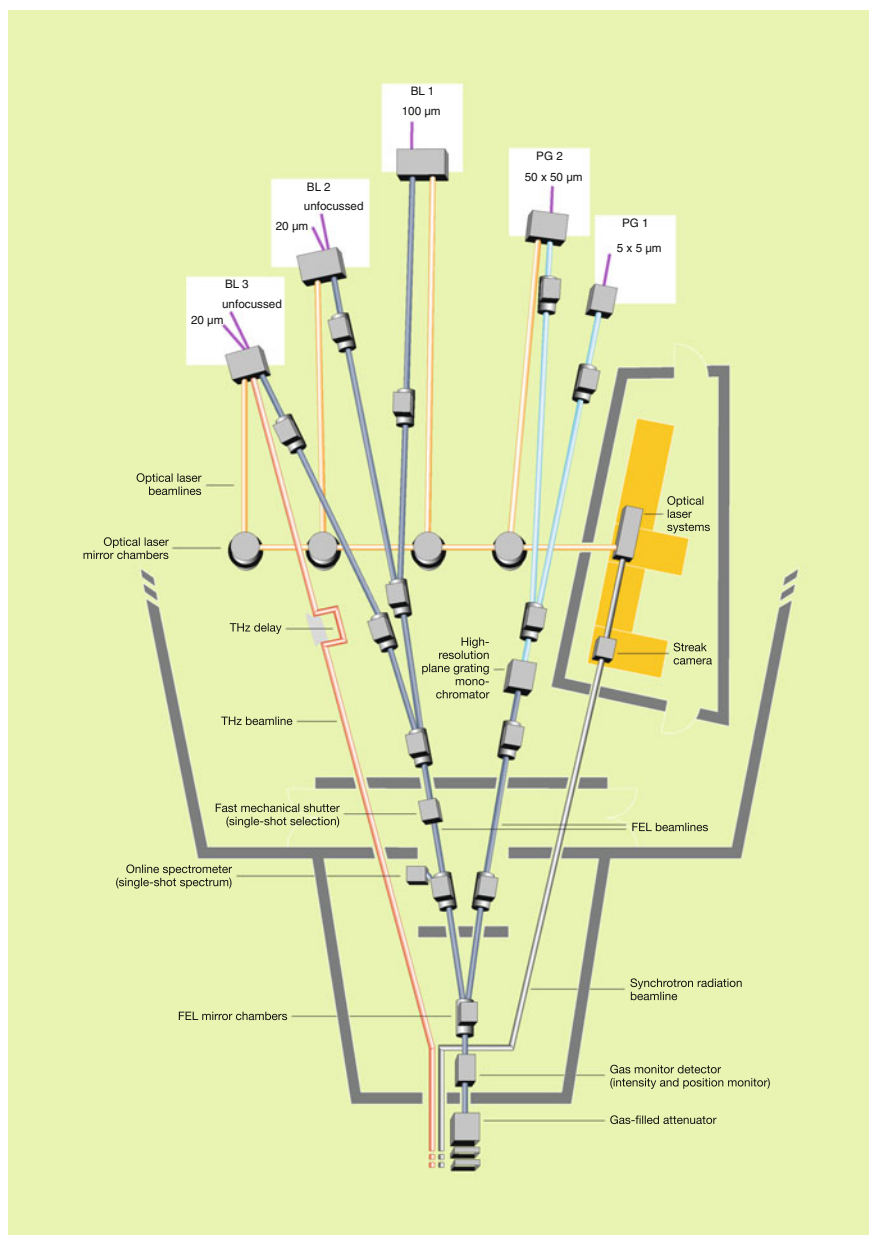 BL 1
100 µm
PG 2
50 x 50 µm
BL 2
unfocussed
20 µm
PG 1
5 x 5 µm
BL 3
unfocussed
20 µm
Optical laser
beamlines
Optical laser
systems
Optical laser
mirror chambers
THz delay
High-
resolution
plane grating
mono-
chromator
Streak
camera
THz beamline
Fast mechanical shutter
(single-shot selection)
FEL beamlines
Online spectrometer
(single-shot spectrum)
Synchrotron radiation
beamline
FEL mirror chambers
Gas monitor detector
(intensity and position monitor)
Gas-filled attenuator